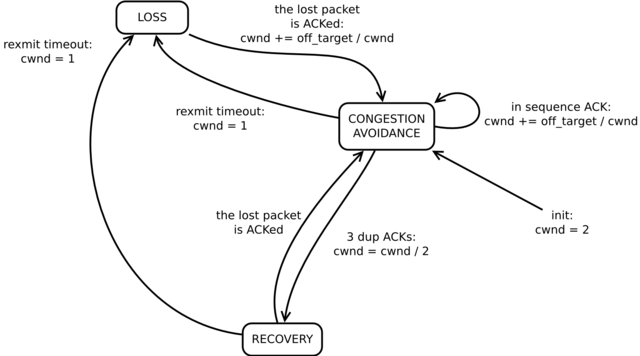 LOSS
the lost packet
is ACKed:
cwnd += off_target / cwnd
rexmit timeout:
cwnd = 1
rexmit timeout:
cwnd = 1
CONGESTION
AVOIDANCE
in sequence ACK:
cwnd += off_target / cwnd
the lost packet
is ACKed
3 dup ACKs:
cwnd = cwnd / 2
init:
cwnd = 2
RECOVERY